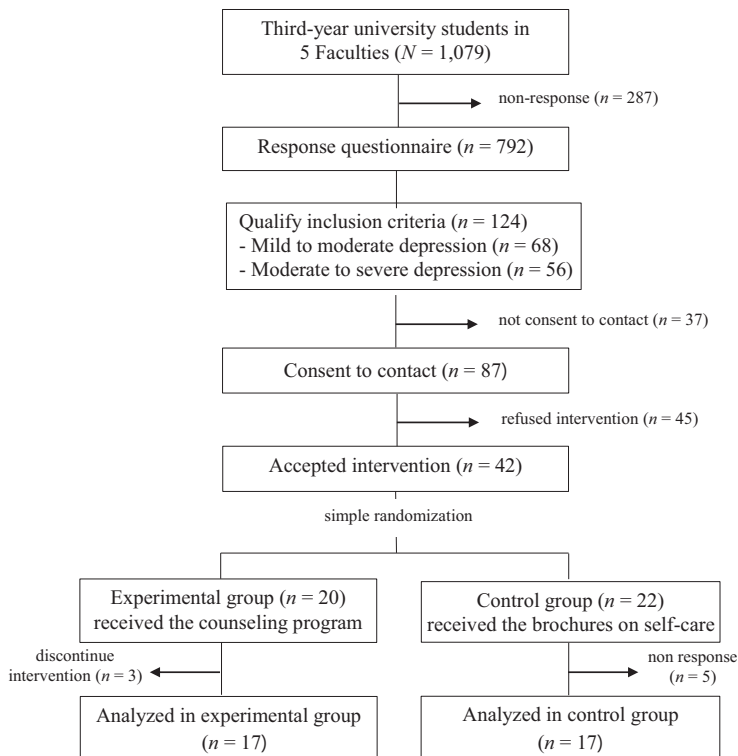 Third-year university students in
5 Faculties (N = 1,079)
non-response (n = 287)
Response questionnaire (n = 792)
Qualify inclusion criteria (n = 124)
- Mild to moderate depression (n = 68)
- Moderate to severe depression (n = 56)
not consent to contact (n = 37)
Consent to contact (n = 87)
refused intervention (n = 45)
Accepted intervention (n = 42)
simple randomization
Experimental group (n = 20)
received the counseling program
Control group (n = 22)
received the brochures on self-care
discontinue
intervention (n = 3)
non response
(n = 5)
Analyzed in experimental group
(n = 17)
Analyzed in control group
(n = 17)